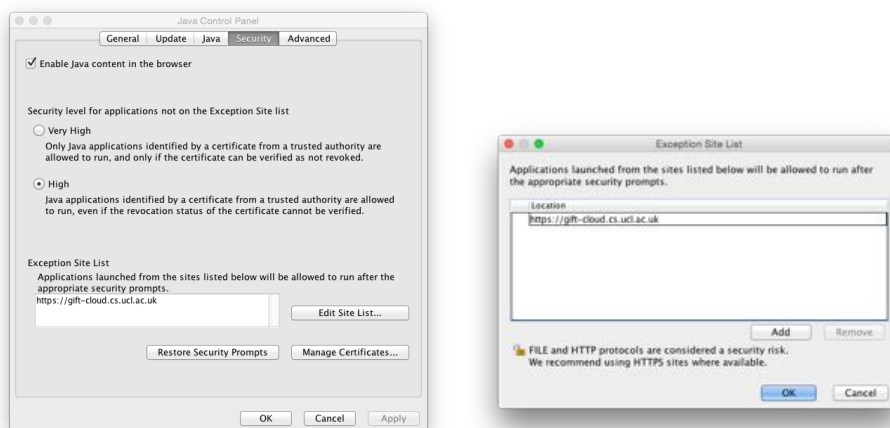 Java Control Panel
General Update Java Security Advanced
Enable Java content in the browser
Security level for applications not on the Exception Site list
Very High
Only Java applications identified by a certificate from a trusted authority are
allowed to run, and only if the certificate can be verified as not revoked.
High
Java applications identified by a certificate from a trusted authority are allowed
to run, even if the revocation status of the certificate cannot be verified.
Exception Site List
Applications launched from the sites listed below will be allowed to run after the
appropriate security prompts.
https://gift-cloud.cs.ucl.ac.uk
Edit Site List...
Restore Security Prompts Manage Certificates...
OK Cancel Apply
Exception Site List
Applications launched from the sites listed below will be allowed to run after
the appropriate security prompts.
Location
https://gift-cloud.cs.ucl.ac.uk
Add Remove
FILE and HTTP protocols are considered a security risk.
We recommend using HTTPS sites where available.
OK Cancel